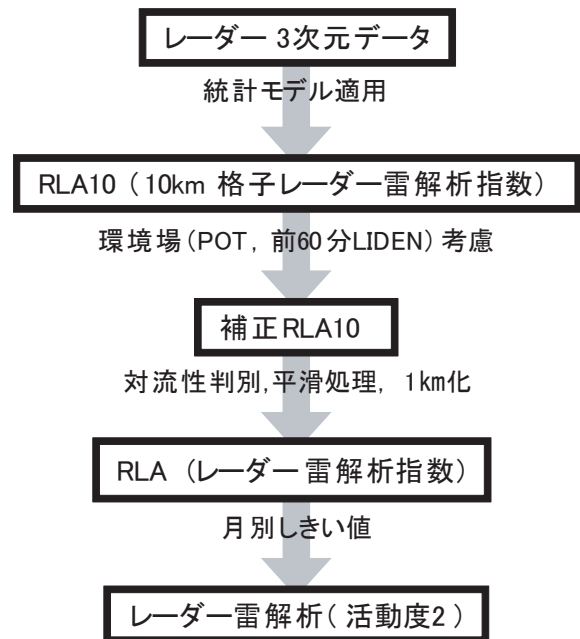 レーダー 3次元データ
統計モデル適用
RLA10 (10km 格子レーダー雷解析指数)
環境場(POT, 前60分LIDEN)考慮
補正RLA10
対流性判別,平滑処理, 1km化
RLA (レーダー雷解析指数)
月別しきい値
レーダー雷解析(活動度2)